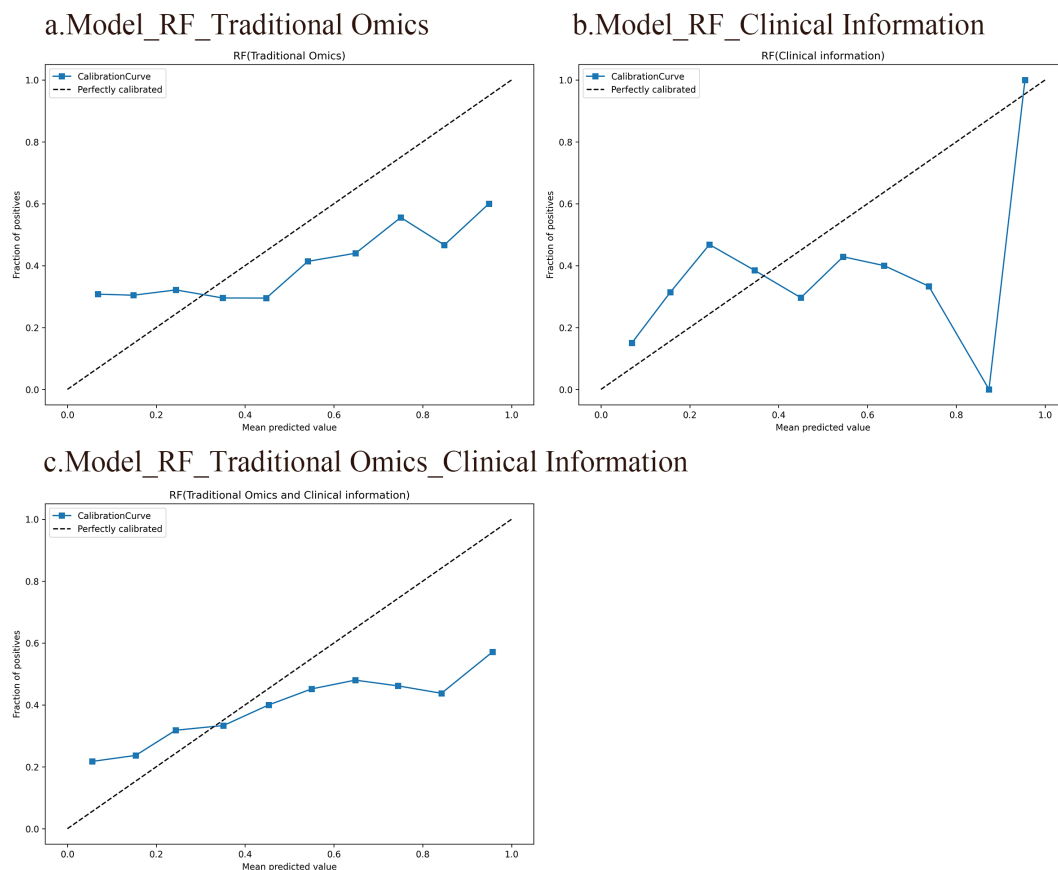 a.Model_RF_Traditional Omics
RF(Traditional Omics)
CalibrationCurve
Perfectly calibrated
1.0
0.8
0.6
0.4
0.2
0.0
Fraction of positives
0.0 0.2 0.4 0.6 0.8 1.0
Mean predicted value
b.Model_RF_Clinical Information
RF(Clinical information)
CalibrationCurve
Perfectly calibrated
1.0
0.8
0.6
0.4
0.2
0.0
Fraction of positives
0.0 0.2 0.4 0.6 0.8 1.0
Mean predicted value
c.Model_RF_Traditional Omics_Clinical Information
RF(Traditional Omics and Clinical information)
CalibrationCurve
Perfectly calibrated
1.0
0.8
0.6
0.4
0.2
0.0
Fraction of positives
0.0 0.2 0.4 0.6 0.8 1.0
Mean predicted value